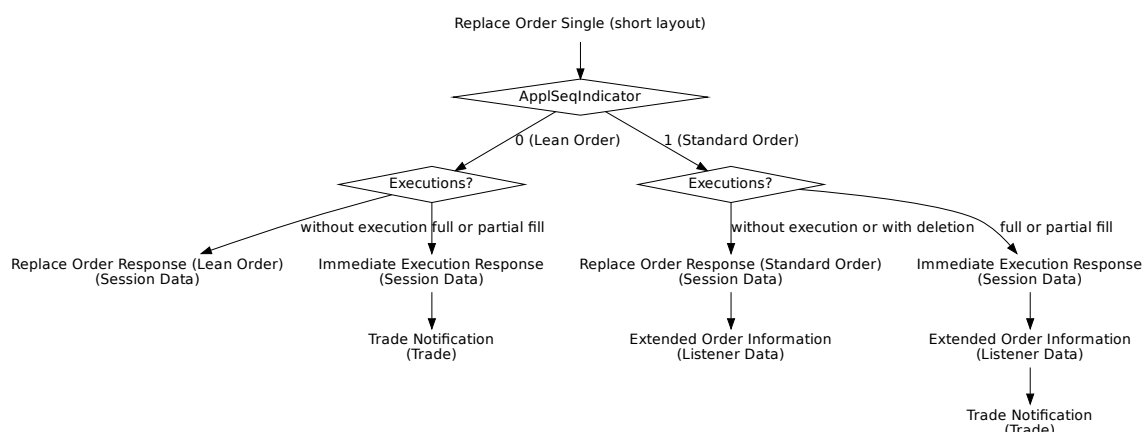 Replace Order Single (short layout)
ApplSeqIndicator
0 (Lean Order)
1 (Standard Order)
Executions?
Executions?
without execution
full or partial fill
without execution or with deletion
full or partial fill
Replace Order Response (Lean Order)
(Session Data)
Immediate Execution Response
(Session Data)
Replace Order Response (Standard Order)
(Session Data)
Immediate Execution Response
(Session Data)
Trade Notification
(Trade)
Extended Order Information
(Listener Data)
Extended Order Information
(Listener Data)
Trade Notification
(Trade)